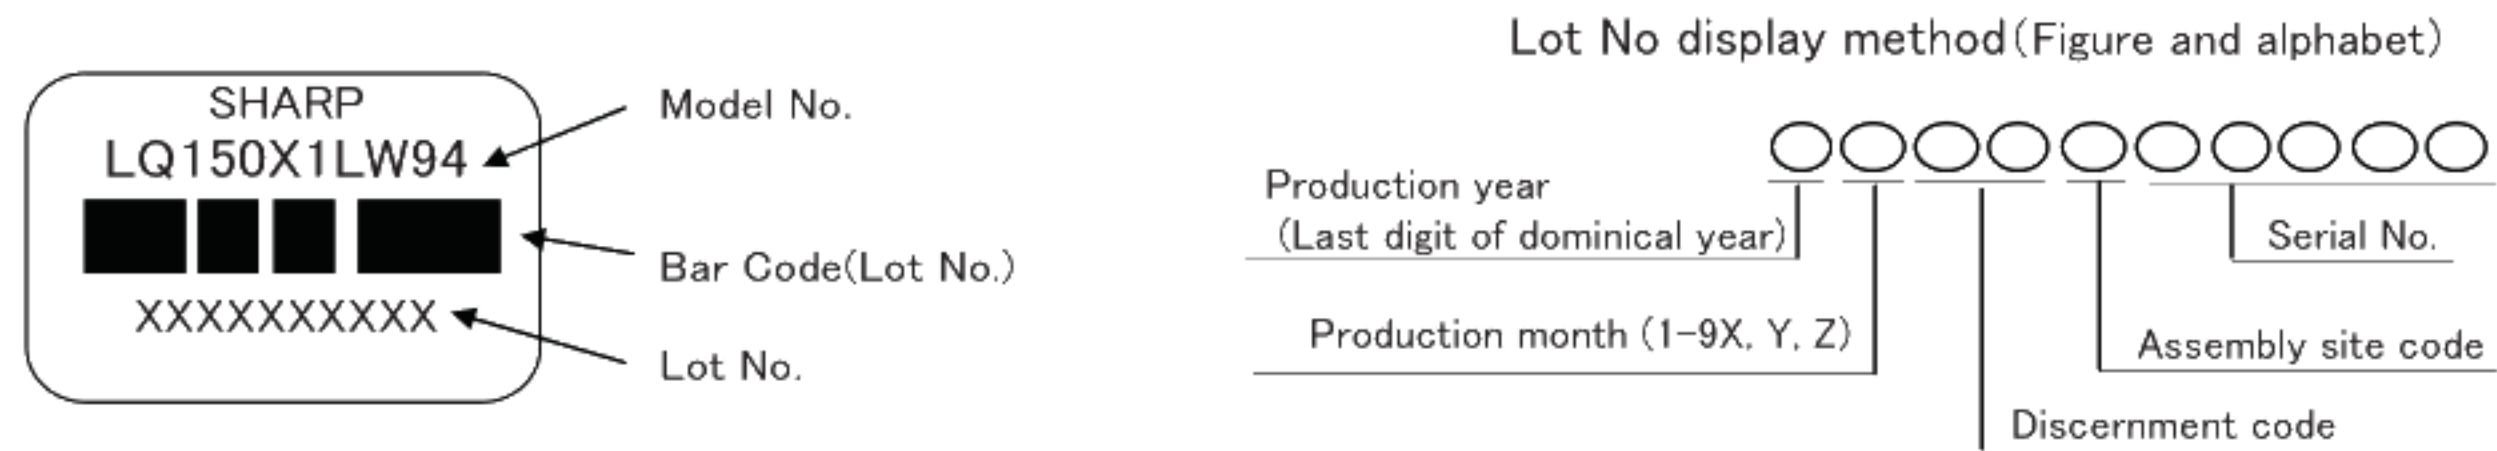 SHARP
LQ150X1LW94
XXXXXXXXXX
Model No.
Bar Code(Lot No.)
Lot No.
Lot No display method(Figure and alphabet)
Production year
(Last digit of dominical year)
Serial No.
Production month (1-9X, Y, Z)
Assembly site code
Discernment code